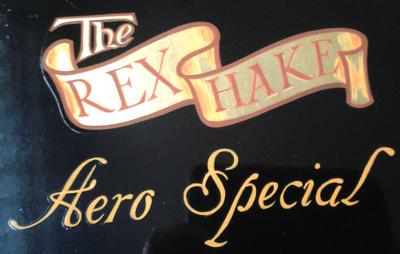 The
REX HAKE
Aero Special